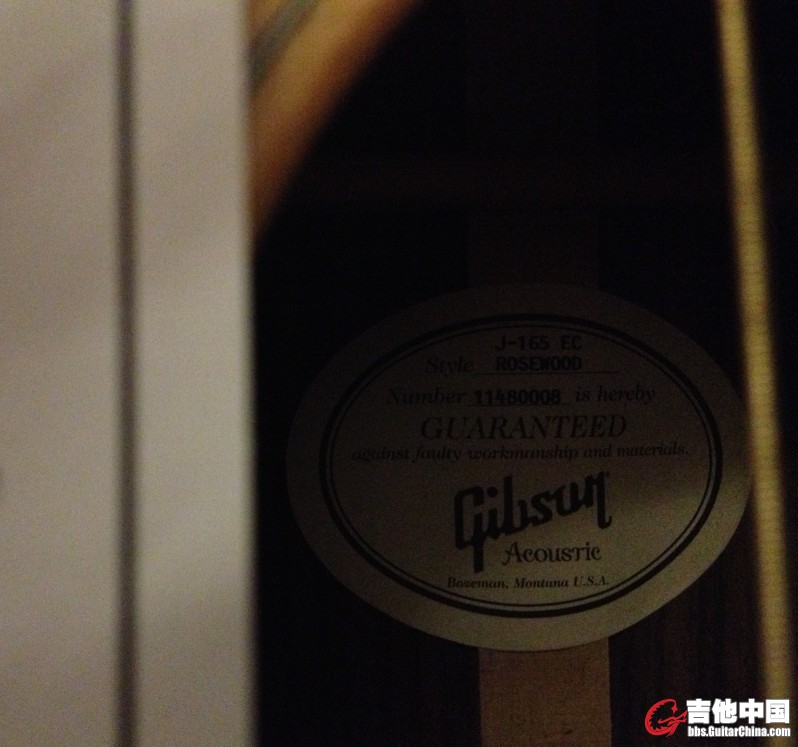 J-165 EC
Style ROSEWOOD
Number 11480008 is hereby
GUARANTEED
against faulty workmanship and materials.
Gibson
Acoustic
Bozeman, Montana U.S.A.
吉他中国
bbs.GuitarChina.com